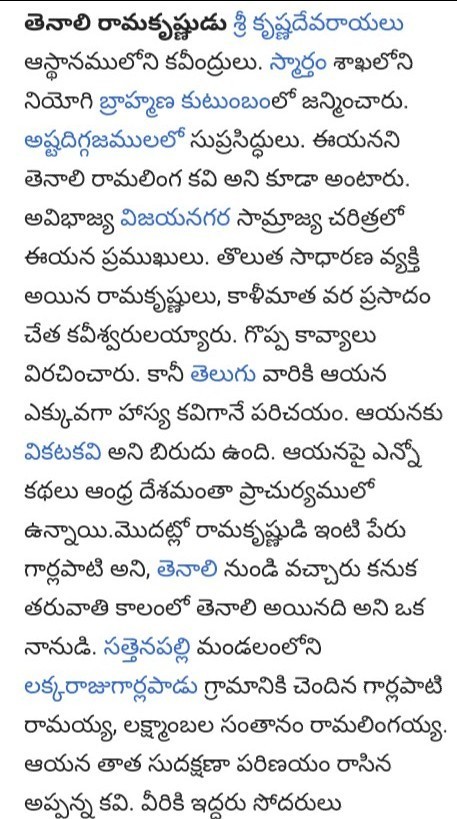 తెనాలి రామకృష్ణుడు శ్రీ కృష్ణదేవరాయలు
ఆస్థానములోని కవీంద్రులు. స్మార్తం శాఖలోని
నియోగి బ్రాహ్మణ కుటుంబంలో జన్మించారు.
అష్టదిగ్గజములలో సుప్రసిద్ధులు. ఈయనని
తెనాలి రామలింగ కవి అని కూడా అంటారు.
అవిభాజ్య విజయనగర సామ్రాజ్య చరిత్రలో
ఈయన ప్రముఖులు. తొలుత సాధారణ వ్యక్తి
అయిన రామకృష్ణులు, కాళీమాత వర ప్రసాదం
చేత కవీశ్వరులయ్యారు. గొప్ప కావ్యాలు
విరచించారు. కానీ తెలుగు వారికి ఆయన
ఎక్కువగా హాస్య కవిగానే పరిచయం. ఆయనకు
వికటకవి అని బిరుదు ఉంది. ఆయనపై ఎన్నో
కథలు ఆంధ్ర దేశమంతా ప్రాచుర్యములో
ఉన్నాయి.మొదట్లో రామకృష్ణుడి ఇంటి పేరు
గార్లపాటి అని, తెనాలి నుండి వచ్చారు కనుక
తరువాతి కాలంలో తెనాలి అయినది అని ఒక
నానుడి. సత్తెనపల్లి మండలంలోని
లక్కరాజుగార్లపాడు గ్రామానికి చెందిన గార్లపాటి
రామయ్య, లక్ష్మాంబల సంతానం రామలింగయ్య.
ఆయన తాత సుదక్షణా పరిణయం రాసిన
అప్పన్న కవి. వీరికి ఇద్దరు సోదరులు